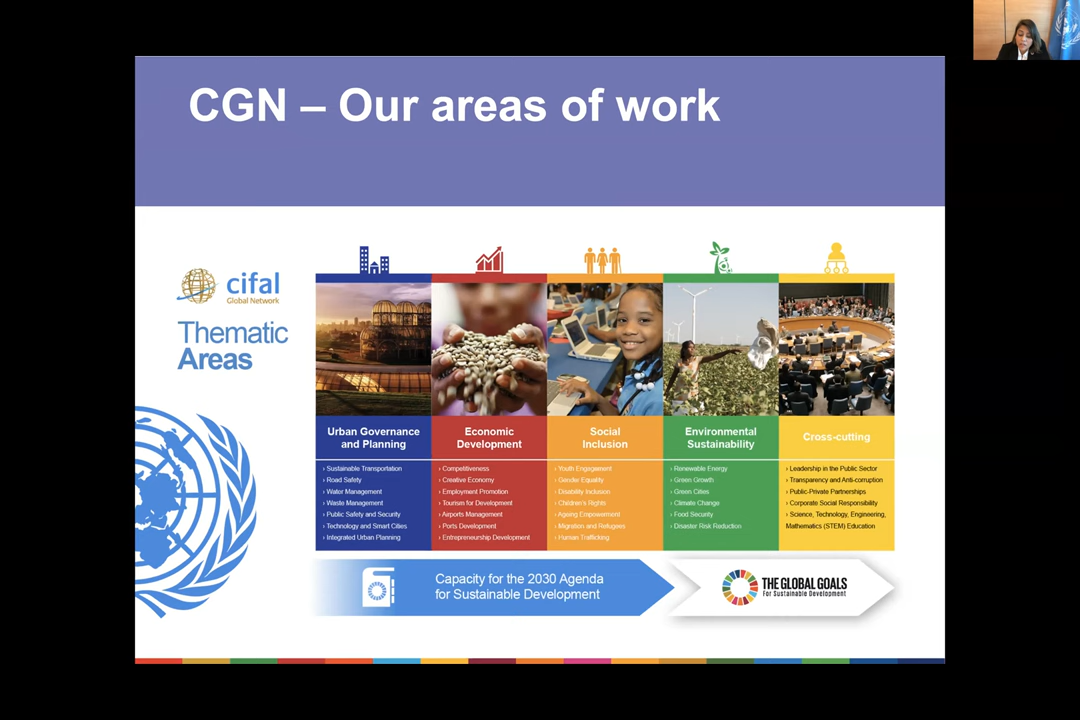 CGN – Our areas of work
cifal
Global Network
Thematic
Areas
Urban Governance
and Planning
› Sustainable Transportation
› Road Safety
› Water Management
› Waste Management
› Public Safety and Security
› Technology and Smart Cities
› Integrated Urban Planning
Economic
Development
› Competitiveness
› Creative Economy
› Employment Promotion
› Tourism for Development
› Airports Management
› Ports Development
› Entrepreneurship Development
Social
Inclusion
› Youth Engagement
› Gender Equality
› Disability Inclusion
› Children's Rights
› Ageing Empowerment
› Migration and Refugees
› Human Trafficking
Environmental
Sustainability
› Renewable Energy
› Green Growth
› Green Cities
› Climate Change
› Food Security
› Disaster Risk Reduction
Cross-cutting
› Leadership in the Public Sector
› Transparency and Anti-corruption
› Public-Private Partnerships
› Corporate Social Responsibility
› Science, Technology, Engineering,
Mathematics (STEM) Education
Capacity for the 2030 Agenda
for Sustainable Development
THE GLOBAL GOALS
For Sustainable Development